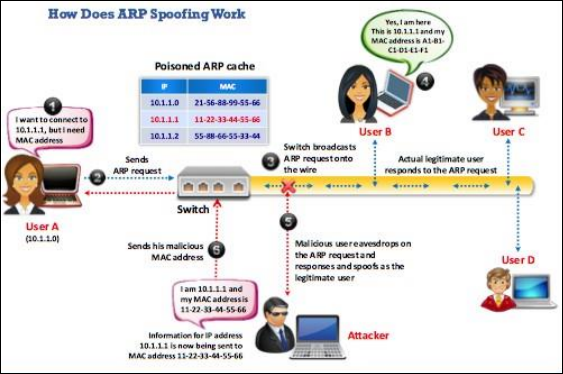 How Does ARP Spoofing Work
Yes, I am here
This is 10.1.1.1 and my
MAC address is A1-B1-
C1-D1-E1-F1
Poisoned ARP cache
IP MAC
10.1.1.0 21-56-88-99-55-66
10.1.1.1 11-22-33-44-55-66
10.1.1.2 55-88-66-55-33-44
1
I want to connect to
10.1.1.1, but I need
MAC address
4
User B
User C
2
Sends
ARP request
3
Switch broadcasts
ARP request onto
the wire
Actual legitimate user
responds to the ARP request
User A
(10.1.1.0)
Switch
5
6
Sends his malicious
MAC address
Malicious user eavesdrops on
the ARP request and
responses and spoofs as the
legitimate user
User D
I am 10.1.1.1 and
my MAC address is
11-22-33-44-55-66
Attacker
Information for IP address
10.1.1.1 is now being sent to
MAC address 11-22-33-44-55-66